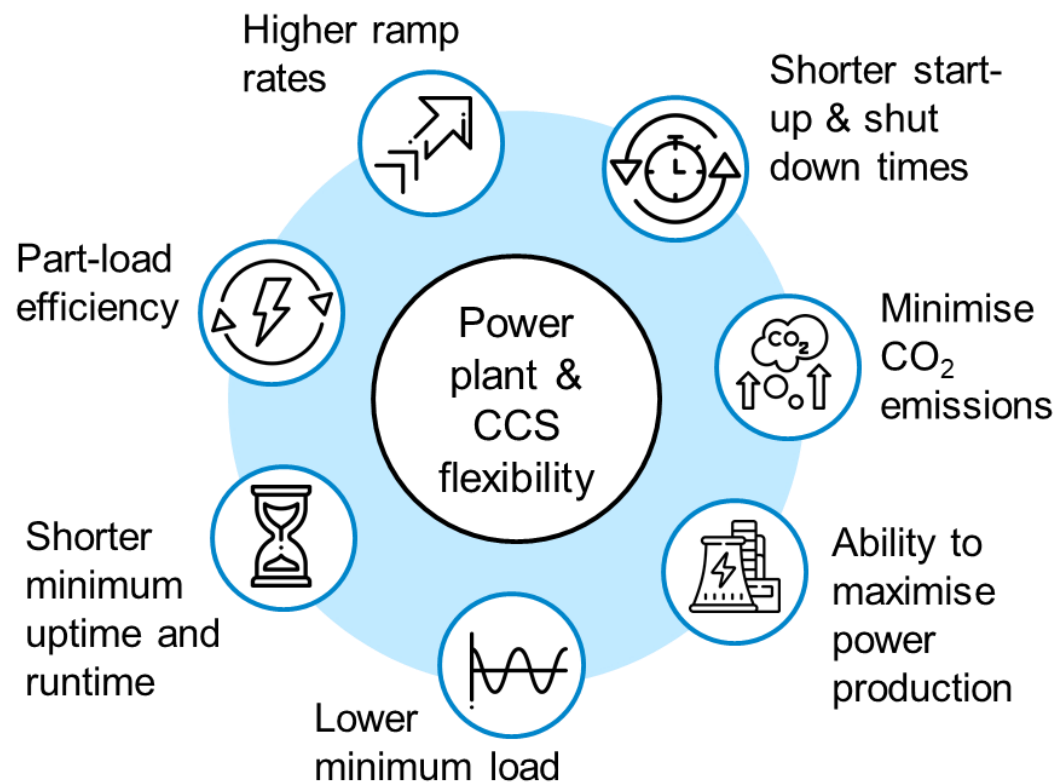 Higher ramp
rates
Shorter start-
up & shut
down times
Part-load
efficiency
Power
plant &
CCS
flexibility
CO₂
Minimise
CO₂
emissions
Shorter
minimum
uptime and
runtime
Ability to
maximise
power
production
Lower
minimum load